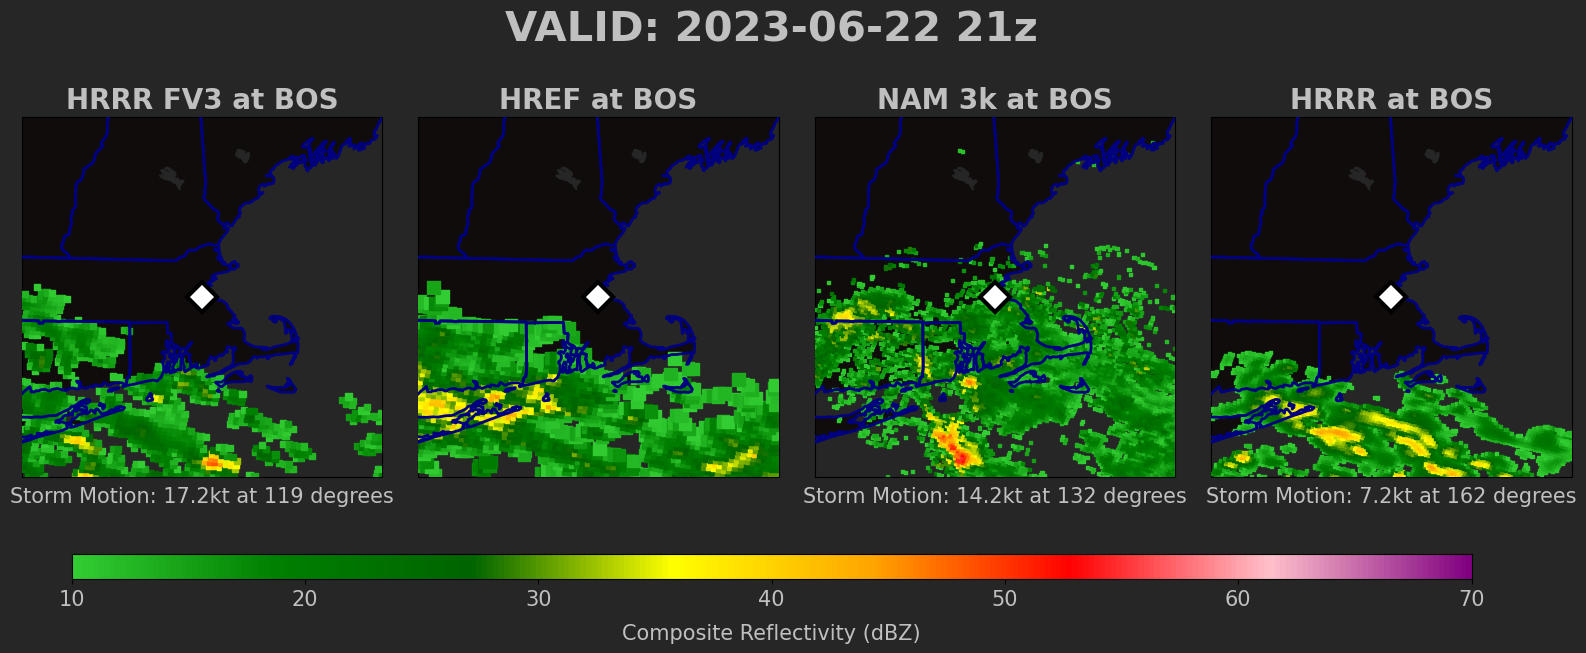 VALID: 2023-06-22 21z
HRRR FV3 at BOS
HREF at BOS
NAM 3k at BOS
HRRR at BOS
Storm Motion: 17.2kt at 119 degrees
Storm Motion: 14.2kt at 132 degrees
Storm Motion: 7.2kt at 162 degrees
10 20 30 40 50 60 70
Composite Reflectivity (dBZ)